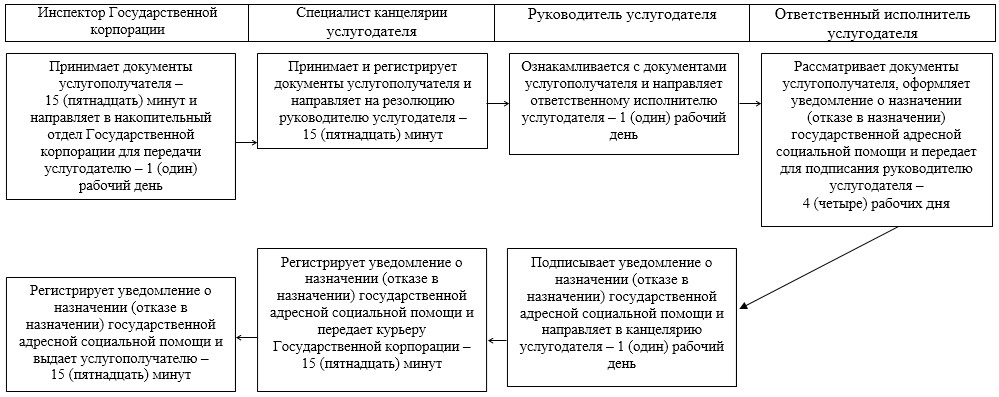 Инспектор Государственной
корпорации
Специалист канцелярии
услугодателя
Руководитель услугодателя
Ответственный исполнитель
услугодателя
Принимает документы
услугополучателя –
15 (пятнадцать) минут и
направляет в накопительный
отдел Государственной
корпорации для передачи
услугодателю – 1 (один)
рабочий день
Принимает и регистрирует
документы услугополучателя и
направляет на резолюцию
руководителю услугодателя –
15 (пятнадцать) минут
Ознакамливается с документами
услугополучателя и направляет
ответственному исполнителю
услугодателя – 1 (один) рабочий
день
Рассматривает документы
услугополучателя, оформляет
уведомление о назначении
(отказе в назначении)
государственной адресной
социальной помощи и передает
для подписания руководителю
услугодателя –
4 (четыре) рабочих дня
Подписывает уведомление о
назначении (отказе в
назначении) государственной
адресной социальной помощи и
направляет в канцелярию
услугодателя – 1 (один) рабочий
день
Регистрирует уведомление о
назначении (отказе в
назначении) государственной
адресной социальной помощи и
передает курьеру
Государственной корпорации –
15 (пятнадцать) минут
Регистрирует уведомление о
назначении (отказе в
назначении) государственной
адресной социальной помощи и
выдает услугополучателю –
15 (пятнадцать) минут